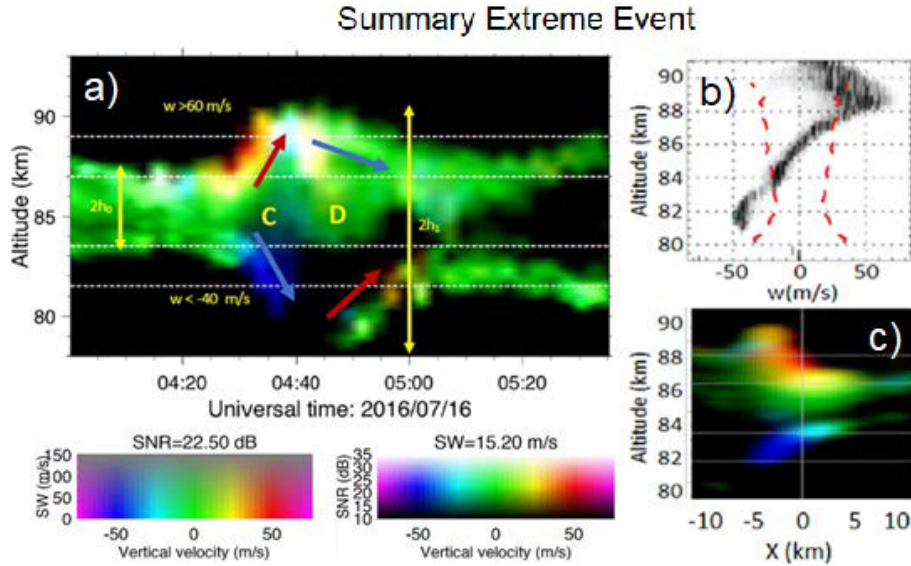 Summary Extreme Event
a)
w >60 m/s
C
D
2h₀
2h₁
w < -40 m/s
Altitude (km)
90
85
80
04:20
04:40
05:00
05:20
Universal time: 2016/07/16
b)
Altitude (km)
90
88
86
84
82
80
-50
0
50
w(m/s)
c)
Altitude (km)
90
88
86
84
82
80
-10
-5
0
5
10
X (km)
SNR=22.50 dB
SW (m/s)
150
100
50
0
-50
0
50
Vertical velocity (m/s)
SW=15.20 m/s
SNR (dB)
35
30
25
20
15
10
-50
0
50
Vertical velocity (m/s)